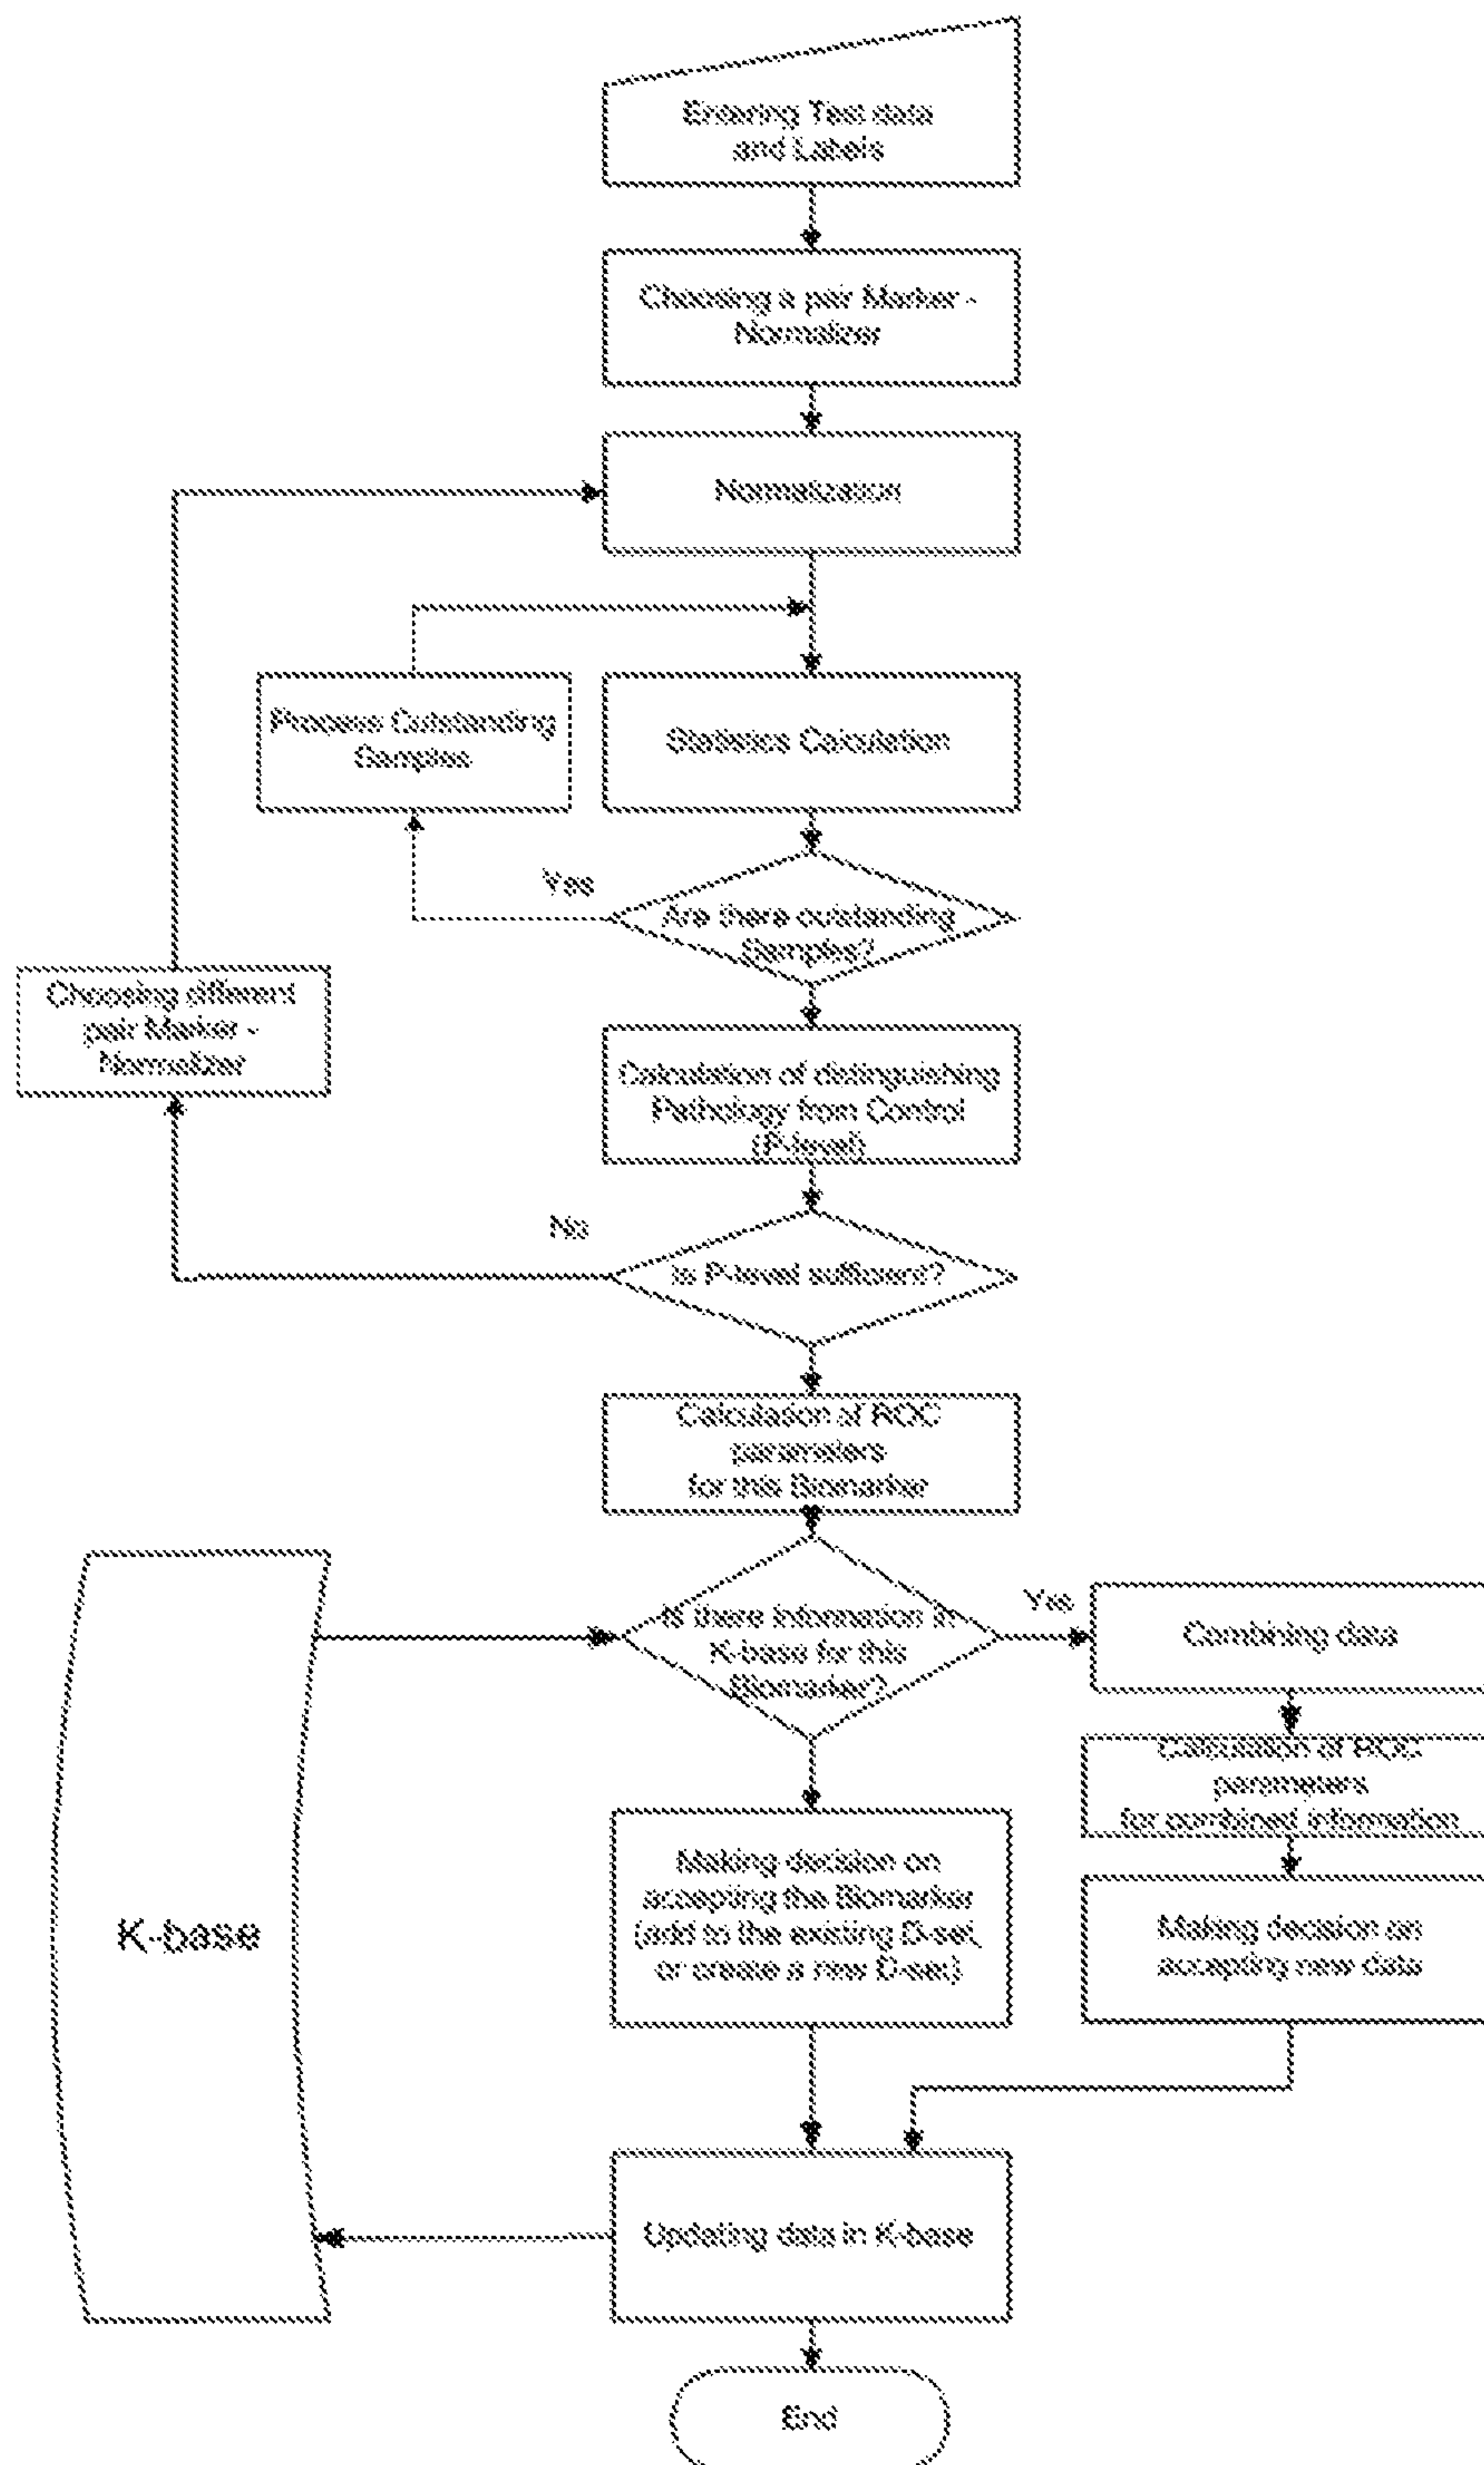 Entering Test data
and Labels
Choosing a pair Marker -
Normalizer
Normalization
Process Outstanding
Samples
Statistics Calculation
Yes
Are there outstanding
Samples?
Choosing different
pair Marker -
Normalizer
Calculation of distinguishing
Pathology from Control
(P-level)
No
Is P-level sufficient?
Calculation of ROC
parameters
for this Biomarker
Is there information in
K-base for this
Biomarker?
Yes
Combining data
Calculation of ROC
parameters
for combined information
Making decision on
accepting the Biomarker
(add to the existing D-set,
or create a new D-set)
K-base
Making decision on
accepting new data
Updating data in K-base
End